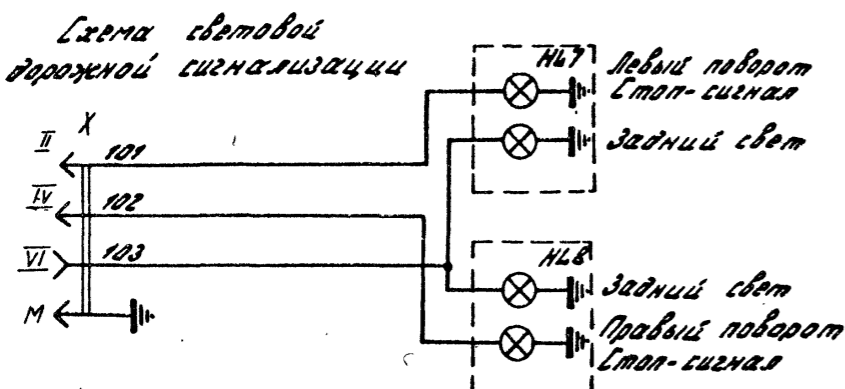 Схема световой
дорожной сигнализации
X
II
101
IV
102
VI
103
М
HL7
Левый поворот
Стоп-сигнал
Задний свет
HL8
Задний свет
Правый поворот
Стоп-сигнал